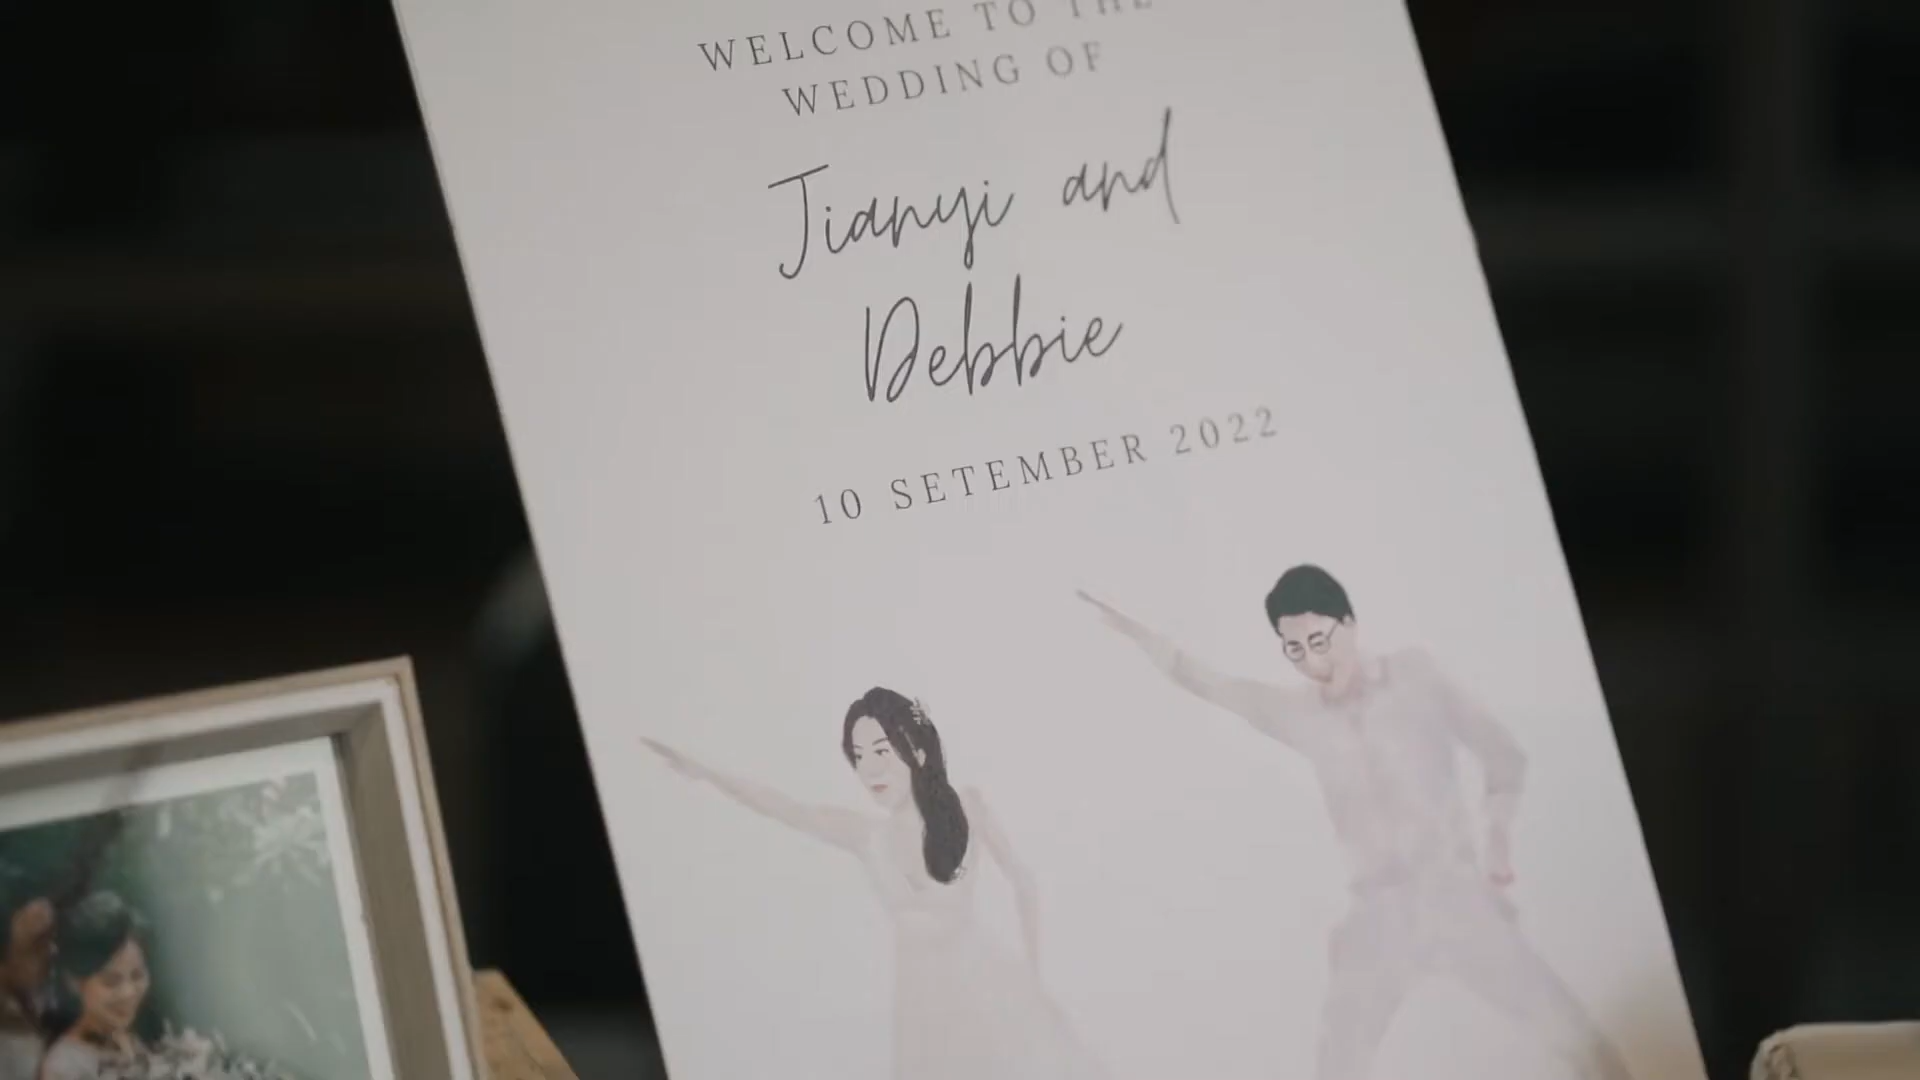 WELCOME TO THE
WEDDING OF
Jianyi and
Debbie
10 SETEMBER 2022